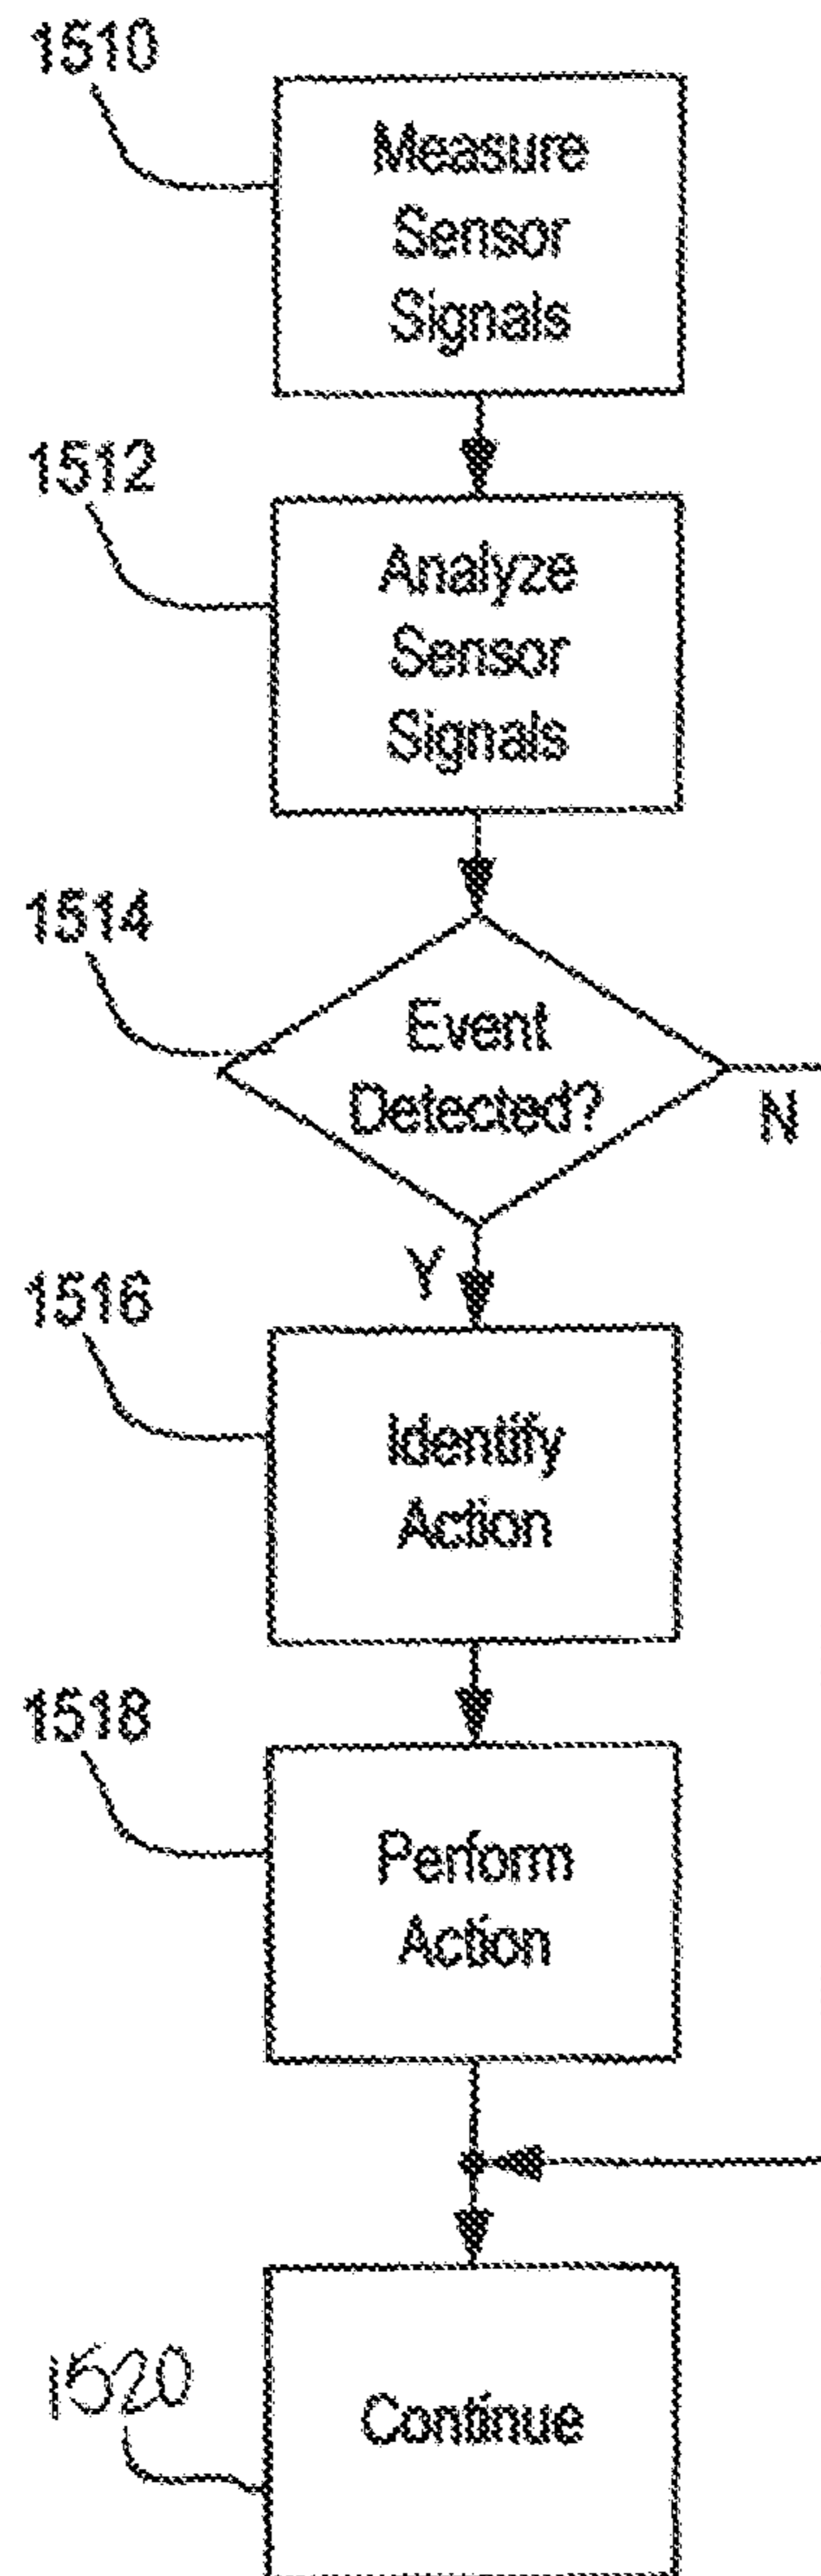 1510
Measure
Sensor
Signals
1512
Analyze
Sensor
Signals
1514
Event
Detected?
N
Y
1516
Identify
Action
1518
Perform
Action
1520
Continue